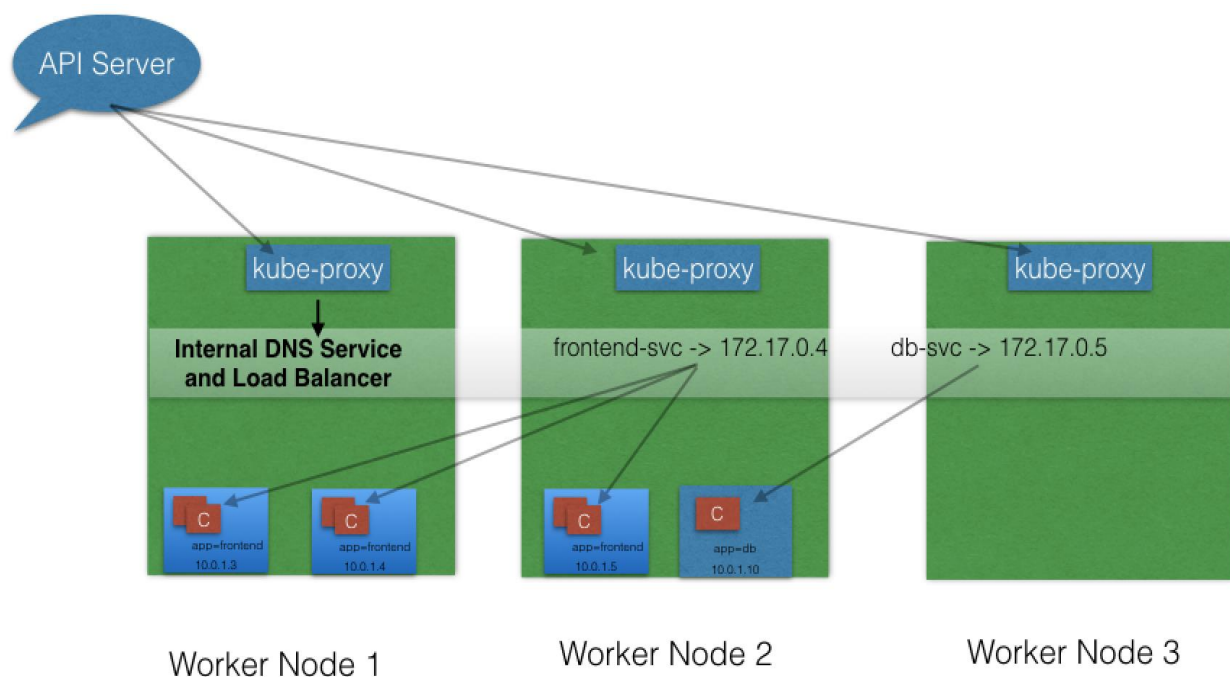 API Server
kube-proxy
kube-proxy
kube-proxy
Internal DNS Service
and Load Balancer
frontend-svc -> 172.17.0.4
db-svc -> 172.17.0.5
C
app=frontend
10.0.1.3
C
app=frontend
10.0.1.4
C
app=frontend
10.0.1.5
C
app=db
10.0.1.10
Worker Node 1
Worker Node 2
Worker Node 3